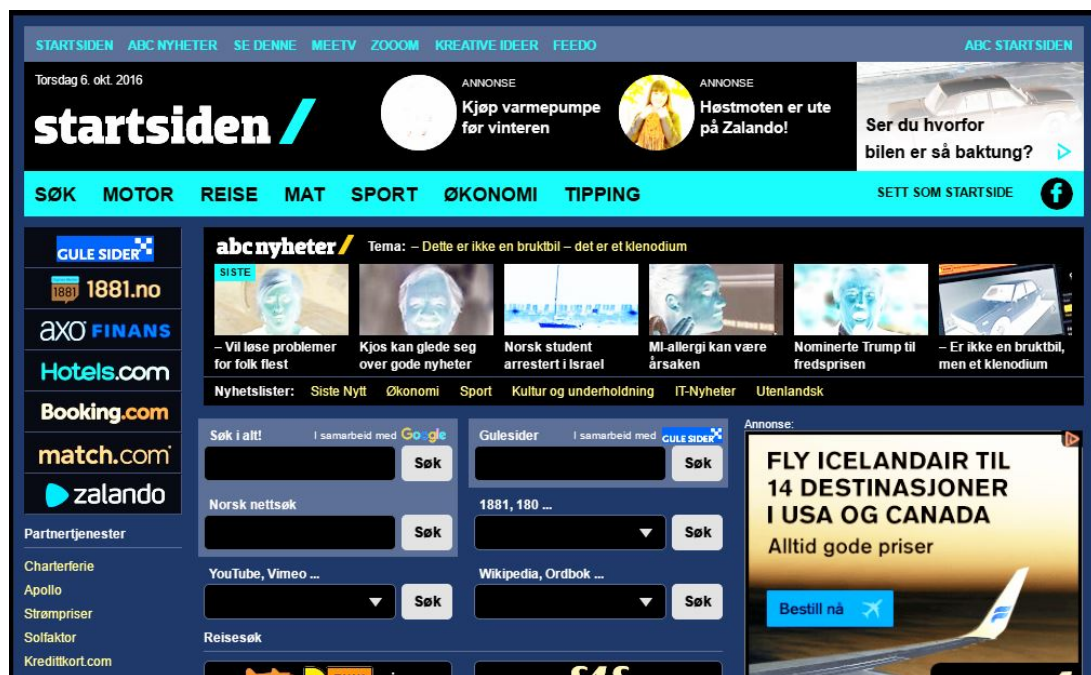 STARTSIDEN ABC NYHETER SE DENNE MEETV ZOOOM KREATIVE IDEER FEEDO ABC STARTSIDEN
Torsdag 6. okt. 2016
startsiden/
ANNONSE
Kjøp varmepumpe
før vinteren
ANNONSE
Høstmoten er ute
på Zalando!
Ser du hvorfor
bilen er så baktung?
SØK MOTOR REISE MAT SPORT ØKONOMI TIPPING SETT SOM STARTSIDE f
GULE SIDER
1881 1881.no
axo FINANS
Hotels.com
Booking.com
match.com
zalando
Partnertjenester
Charterferie
Apollo
Strømpriser
Solfaktor
Kredittkort.com
abc nyheter/ Tema: – Dette er ikke en bruktbil – det er et klenodium
SISTE
– Vil løse problemer
for folk flest
Kjos kan glede seg
over gode nyheter
Norsk student
arrestert i Israel
MI-allergi kan være
årsaken
Nominerte Trump til
fredsprisen
– Er ikke en bruktbil,
men et klenodium
Nyhetslister: Siste Nytt Økonomi Sport Kultur og underholdning IT-Nyheter Utenlandsk
Søk i alt! I samarbeid med Google
Søk
Norsk nettsøk
Søk
YouTube, Vimeo ...
Søk
Reisesøk
Gulesider I samarbeid med GULE SIDER
Søk
1881, 180 ...
Søk
Wikipedia, Ordbok ...
Søk
Annonse:
FLY ICELANDAIR TIL
14 DESTINASJONER
I USA OG CANADA
Alltid gode priser
Bestill nå